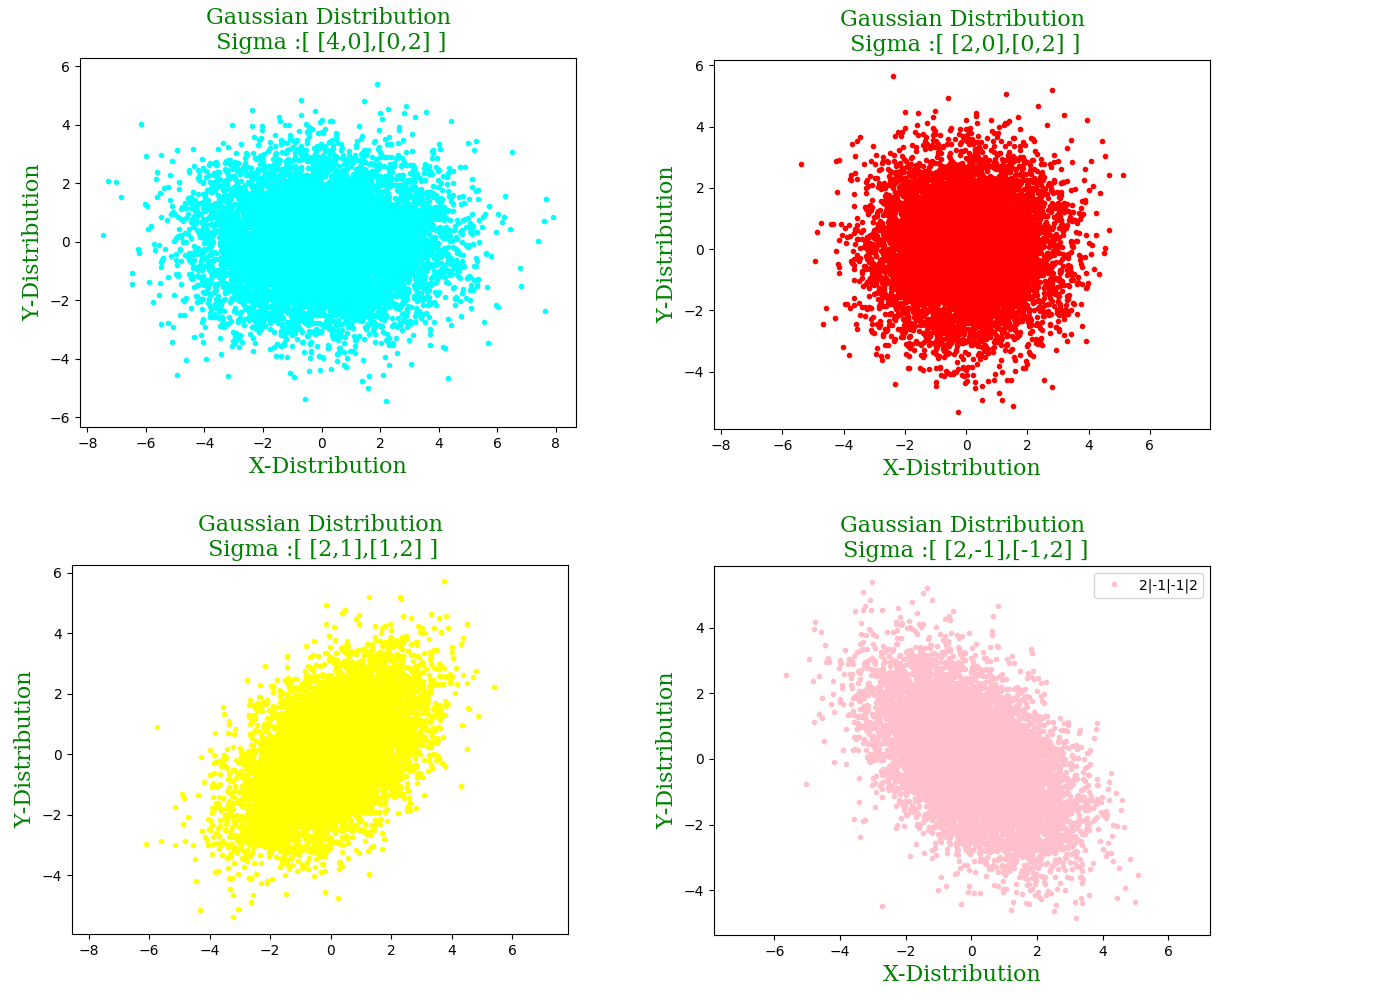 Gaussian Distribution
Sigma :[ [4,0],[0,2] ]
6
4
2
0
−2
−4
−6
Y-Distribution
−8 −6 −4 −2 0 2 4 6 8
X-Distribution
Gaussian Distribution
Sigma :[ [2,0],[0,2] ]
6
4
2
0
−2
−4
Y-Distribution
−8 −6 −4 −2 0 2 4 6
X-Distribution
Gaussian Distribution
Sigma :[ [2,1],[1,2] ]
6
4
2
0
−2
−4
Y-Distribution
−8 −6 −4 −2 0 2 4 6
Gaussian Distribution
Sigma :[ [2,-1],[-1,2] ]
2|-1|-1|2
4
2
0
−2
−4
Y-Distribution
−6 −4 −2 0 2 4 6
X-Distribution